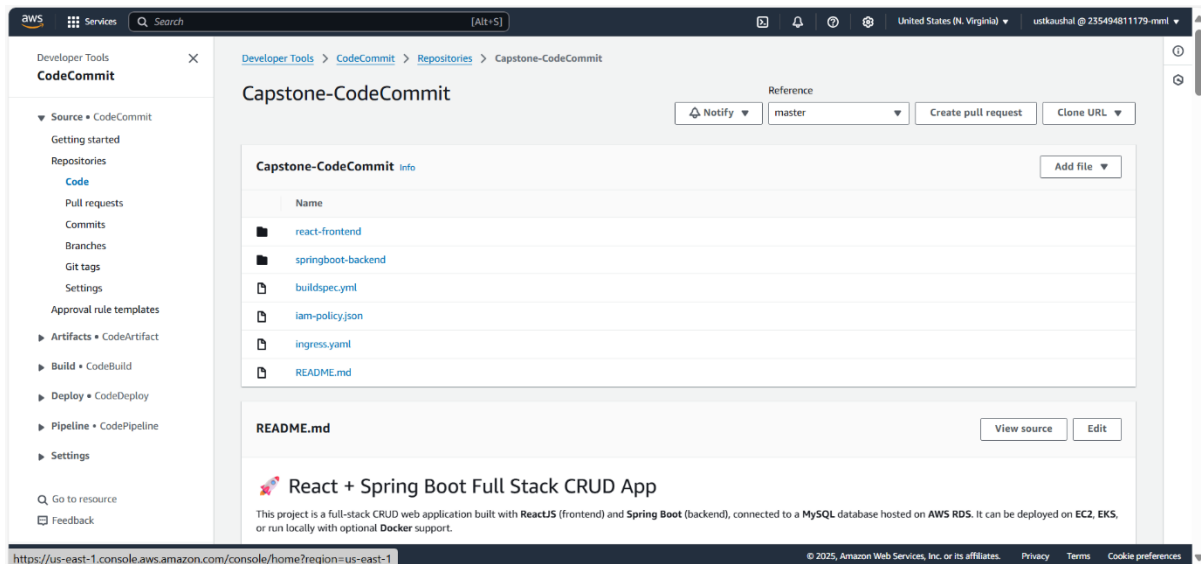 aws Services Search [Alt+S] United States (N. Virginia) ustkaushal @ 235494811179-mml
Developer Tools
CodeCommit
Source • CodeCommit
Getting started
Repositories
Code
Pull requests
Commits
Branches
Git tags
Settings
Approval rule templates
Artifacts • CodeArtifact
Build • CodeBuild
Deploy • CodeDeploy
Pipeline • CodePipeline
Settings
Go to resource
Feedback
Developer Tools > CodeCommit > Repositories > Capstone-CodeCommit
Capstone-CodeCommit
Reference
Notify master Create pull request Clone URL
Capstone-CodeCommit Info Add file
Name
react-frontend
springboot-backend
buildspec.yml
iam-policy.json
ingress.yaml
README.md
README.md View source Edit
🚀 React + Spring Boot Full Stack CRUD App
This project is a full-stack CRUD web application built with ReactJS (frontend) and Spring Boot (backend), connected to a MySQL database hosted on AWS RDS. It can be deployed on EC2, EKS,
or run locally with optional Docker support.
https://us-east-1.console.aws.amazon.com/console/home?region=us-east-1 © 2025, Amazon Web Services, Inc. or its affiliates. Privacy Terms Cookie preferences